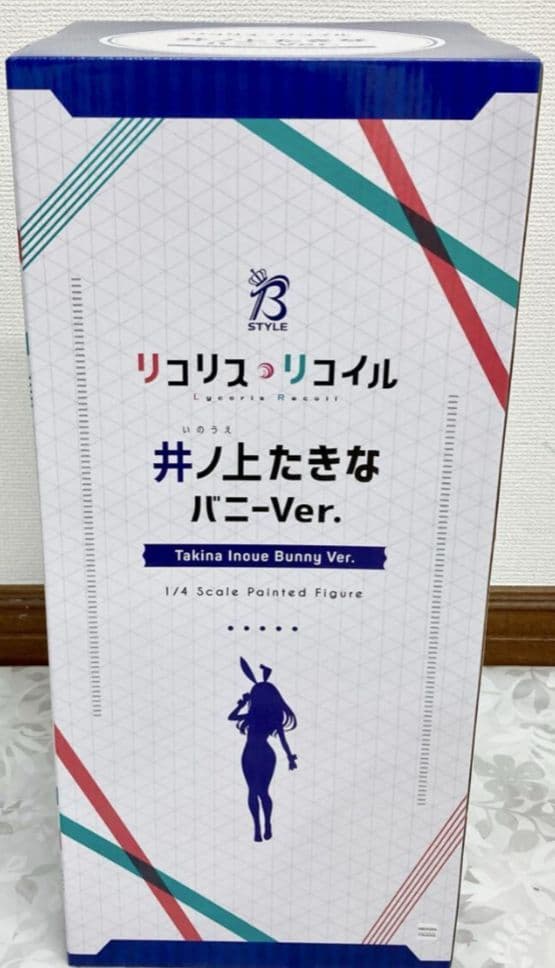 B
STYLE
リコリス・リコイル
Lycoris Recoil
いのうえ
井ノ上たきな
バニーVer.
Takina Inoue Bunny Ver.
1/4 Scale Painted Figure